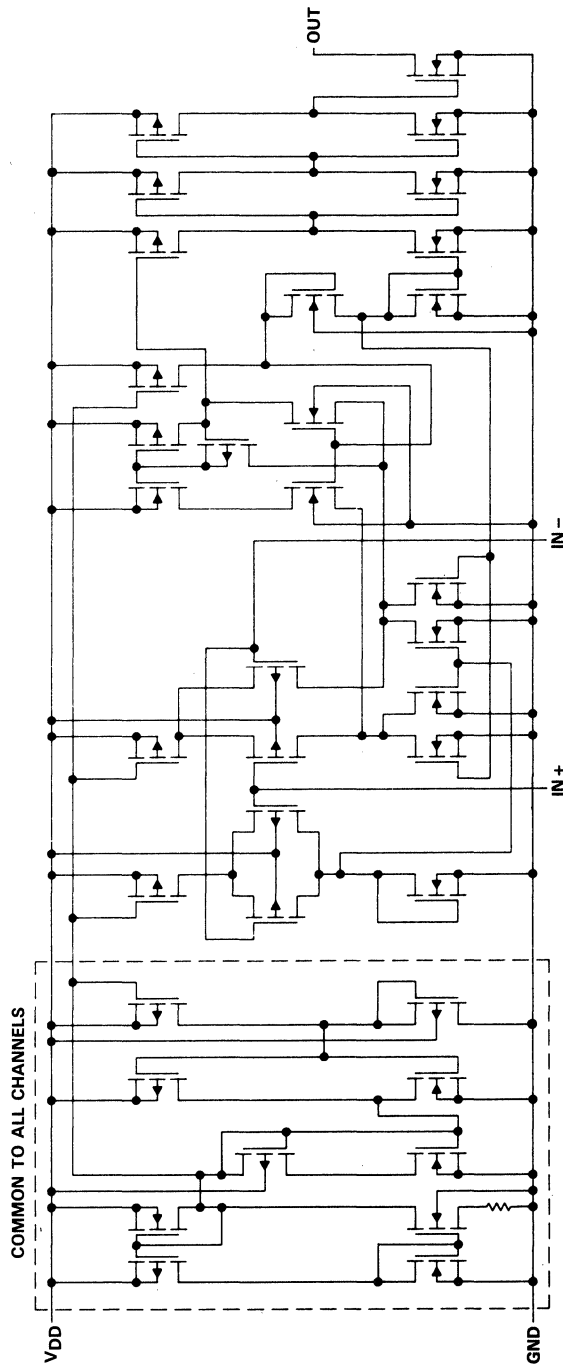 COMMON TO ALL CHANNELS
VDD
GND
IN +
IN −
OUT